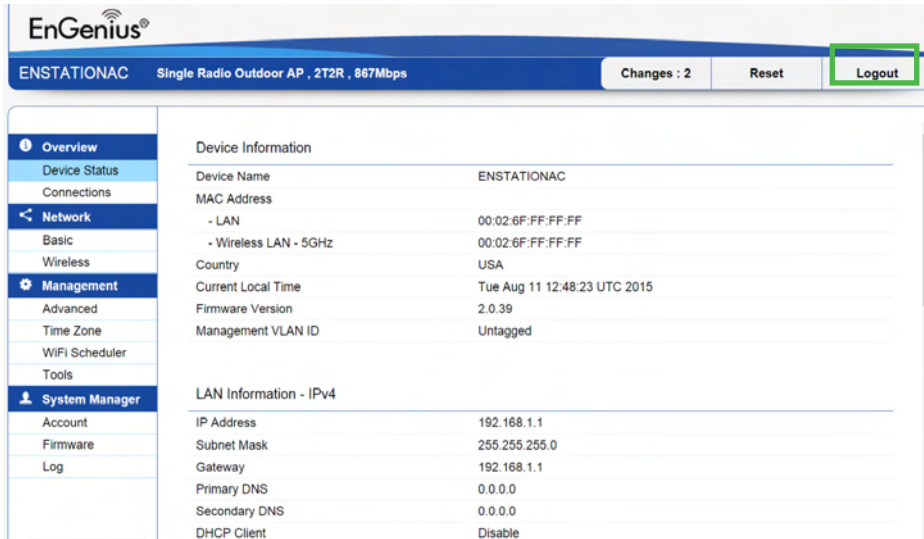 EnGenius®
ENSTATIONAC Single Radio Outdoor AP , 2T2R , 867Mbps Changes : 2 Reset Logout
Overview
Device Status
Connections
Network
Basic
Wireless
Management
Advanced
Time Zone
WiFi Scheduler
Tools
System Manager
Account
Firmware
Log
Device Information
Device Name ENSTATIONAC
MAC Address
- LAN 00:02:6F:FF:FF:FF
- Wireless LAN - 5GHz 00:02:6F:FF:FF:FF
Country USA
Current Local Time Tue Aug 11 12:48:23 UTC 2015
Firmware Version 2.0.39
Management VLAN ID Untagged
LAN Information - IPv4
IP Address 192.168.1.1
Subnet Mask 255.255.255.0
Gateway 192.168.1.1
Primary DNS 0.0.0.0
Secondary DNS 0.0.0.0
DHCP Client Disable